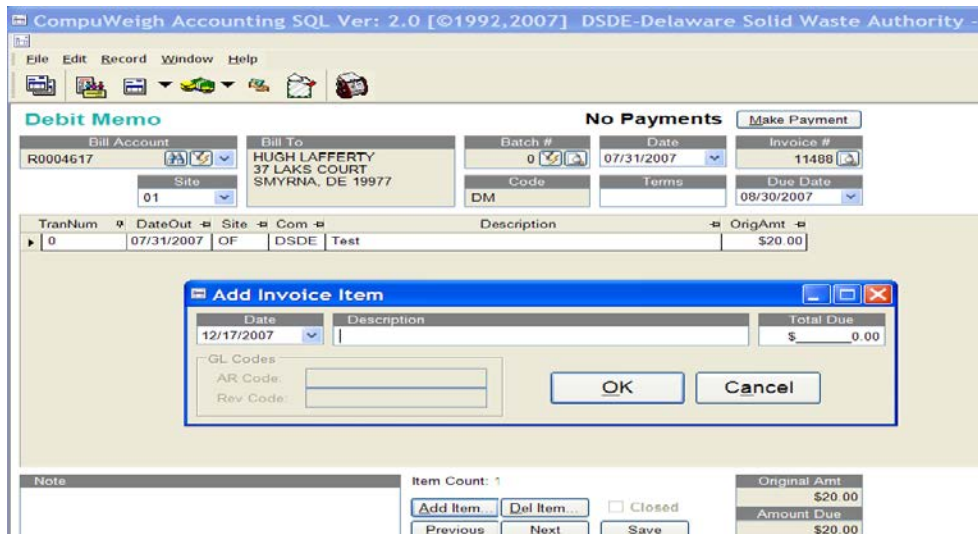 CompuWeigh Accounting SQL Ver: 2.0 [©1992,2007] DSDE-Delaware Solid Waste Authority -
File Edit Record Window Help
Debit Memo No Payments Make Payment
Bill Account Bill To Batch # Date Invoice #
R0004617 HUGH LAFFERTY 0 07/31/2007 11488
37 LAKS COURT
Site SMYRNA, DE 19977 Code Terms Due Date
01 DM 08/30/2007
TranNum DateOut Site Com Description OrigAmt
0 07/31/2007 OF DSDE Test $20.00
Add Invoice Item
Date Description Total Due
12/17/2007 $______0.00
GL Codes
AR Code:
Rev Code:
OK Cancel
Note Item Count: 1 Original Amt
$20.00
Add Item... Del Item... Closed Amount Due
Previous Next Save $20.00